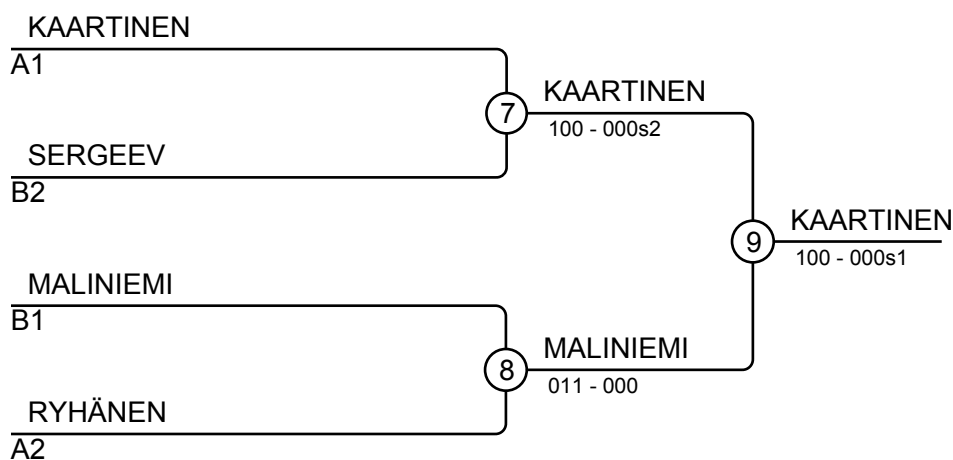 KAARTINEN
A1
7
KAARTINEN
100 - 000s2
SERGEEV
B2
9
KAARTINEN
100 - 000s1
MALINIEMI
B1
8
MALINIEMI
011 - 000
RYHÄNEN
A2